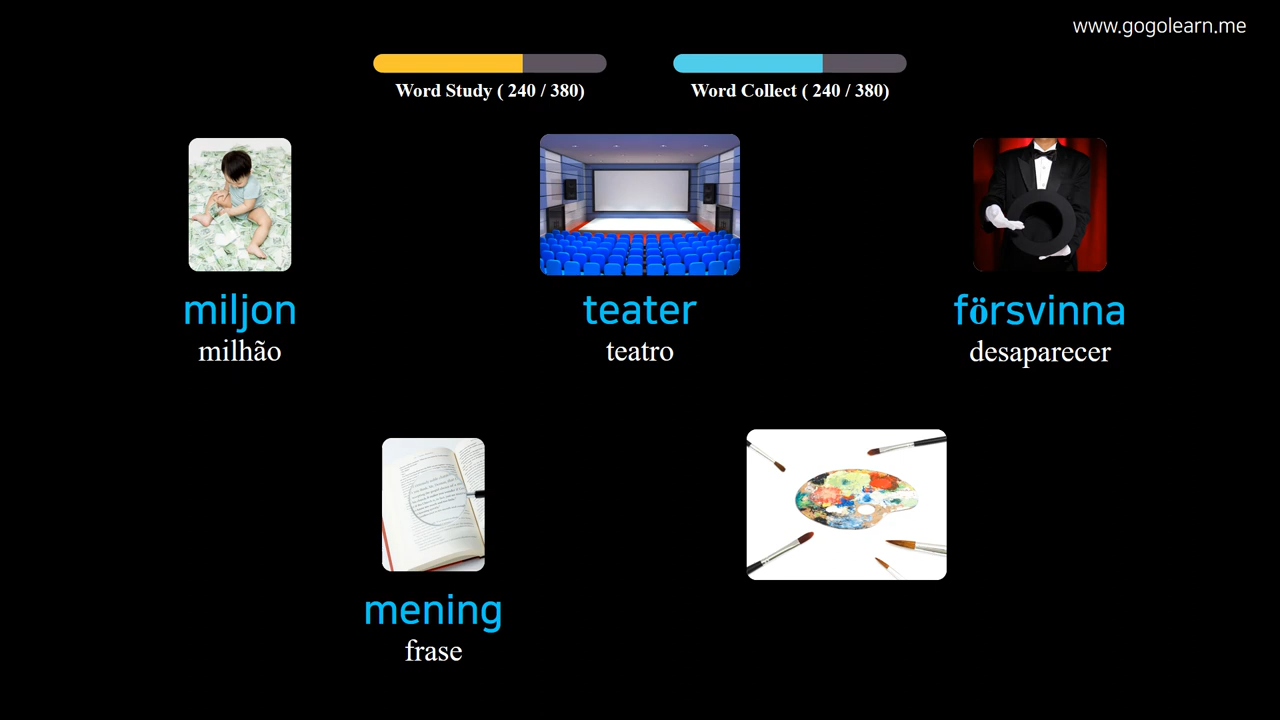 www.gogolearn.me
Word Study ( 240 / 380)
Word Collect ( 240 / 380)
miljon
milhão
teater
teatro
försvinna
desaparecer
mening
frase